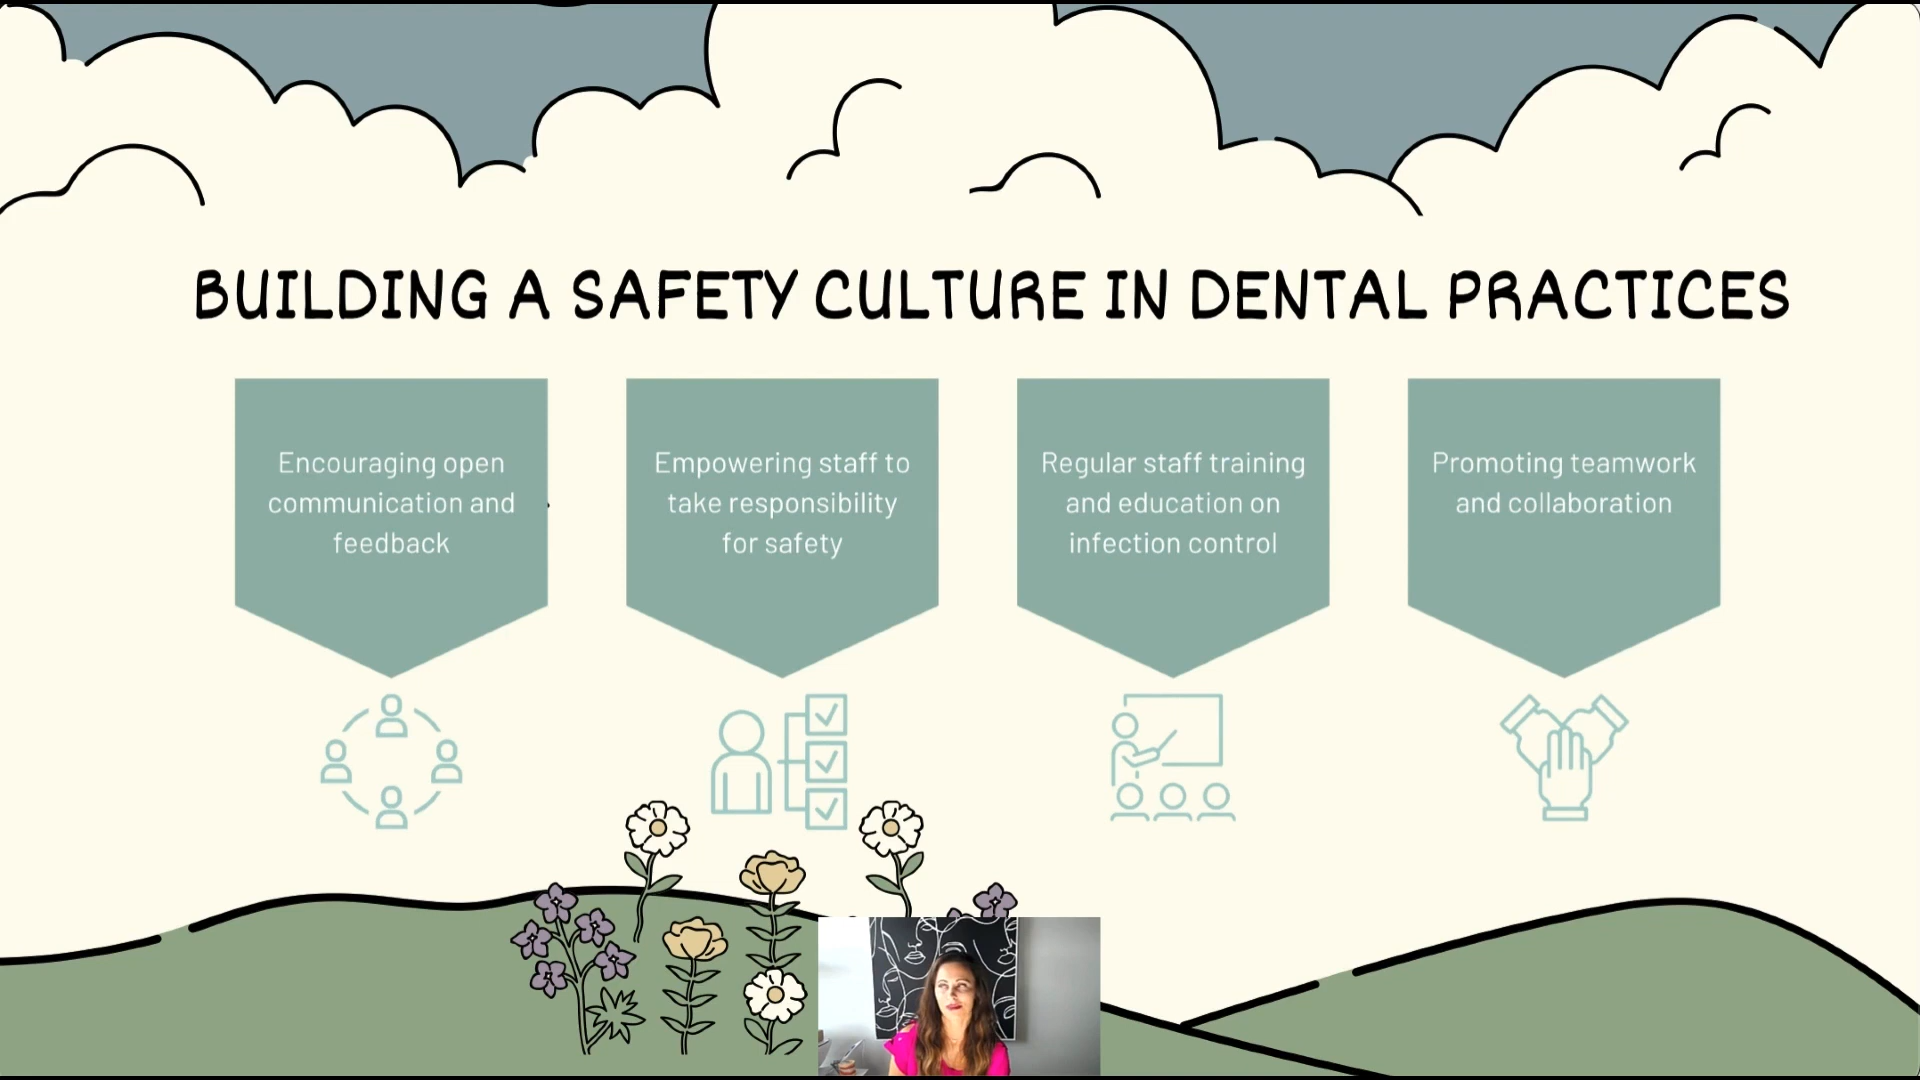 BUILDING A SAFETY CULTURE IN DENTAL PRACTICES
Encouraging open
communication and
feedback
Empowering staff to
take responsibility
for safety
Regular staff training
and education on
infection control
Promoting teamwork
and collaboration